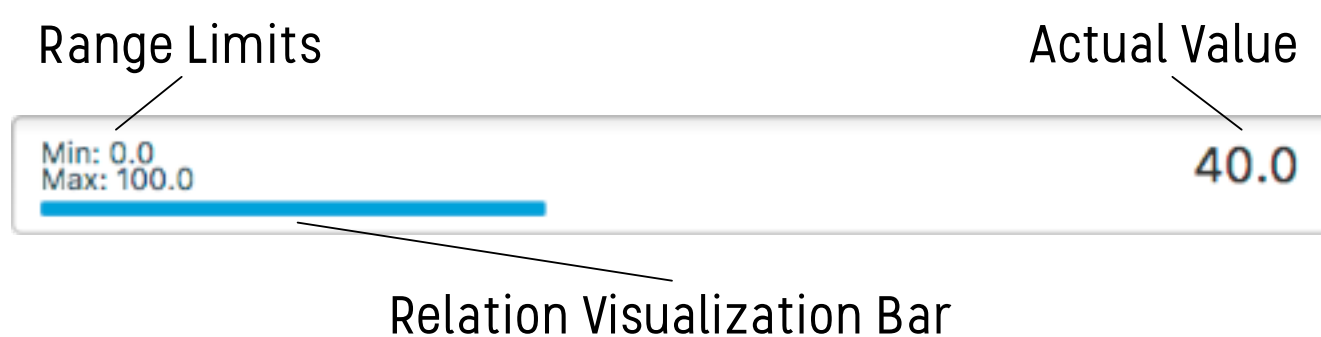 Range Limits
Actual Value
Min: 0.0
Max: 100.0
40.0
Relation Visualization Bar